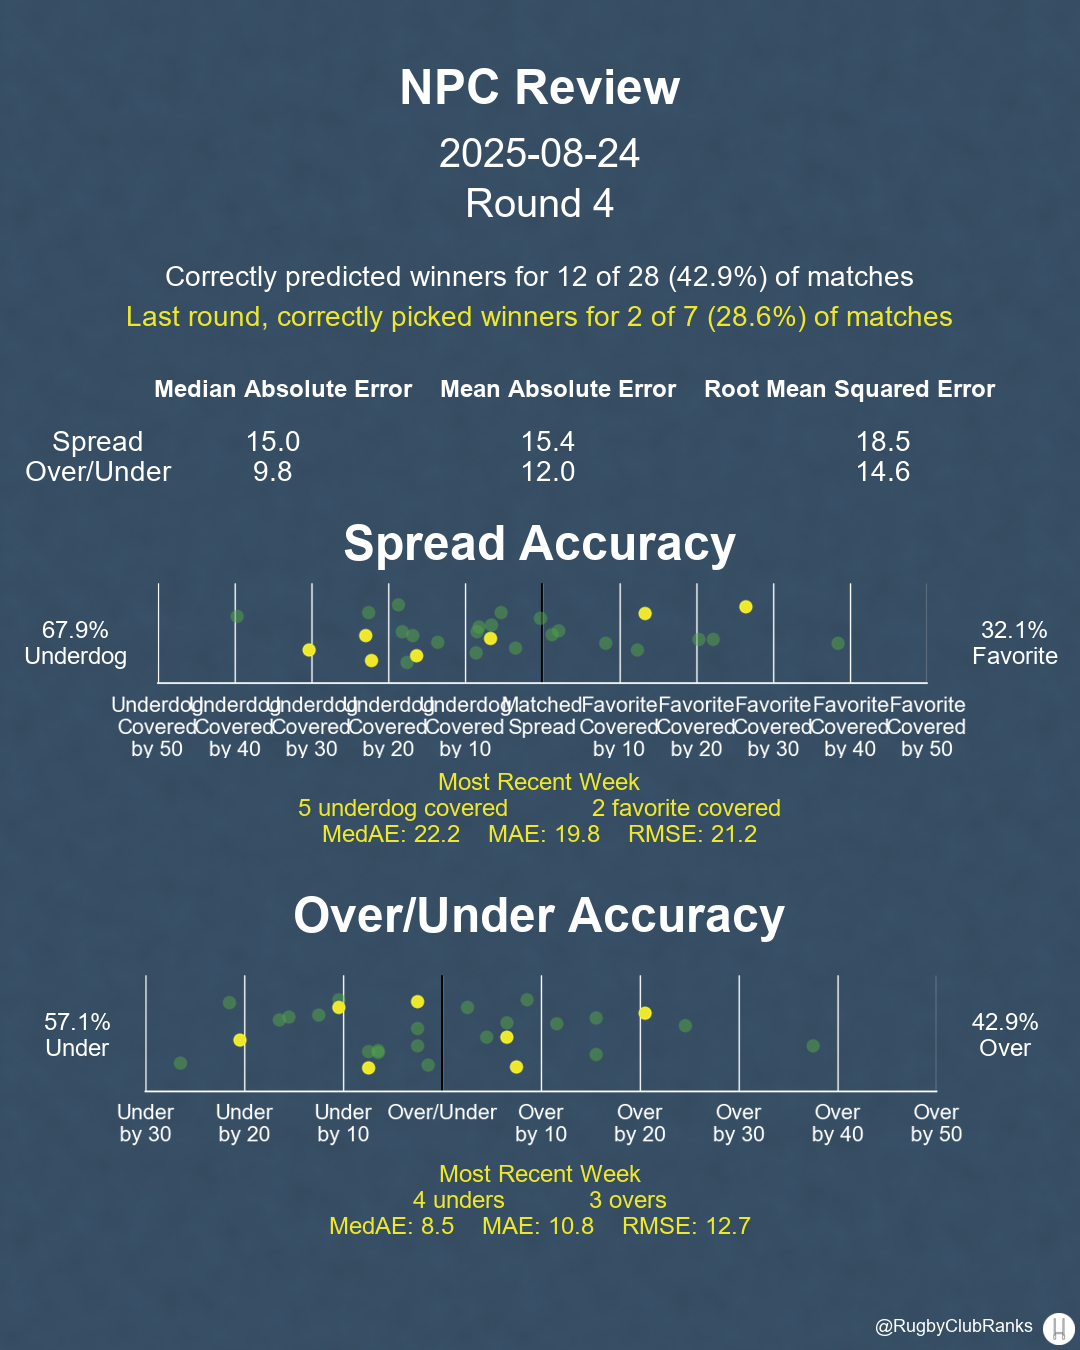 NPC Review
2025-08-24
Round 4
Correctly predicted winners for 12 of 28 (42.9%) of matches
Last round, correctly picked winners for 2 of 7 (28.6%) of matches
Median Absolute Error Mean Absolute Error Root Mean Squared Error
Spread 15.0 15.4 18.5
Over/Under 9.8 12.0 14.6
Spread Accuracy
67.9%
Underdog
32.1%
Favorite
Underdog Underdog Underdog Underdog Underdog Matched Favorite Favorite Favorite Favorite Favorite
Covered Covered Covered Covered Covered Spread Covered Covered Covered Covered Covered
by 50 by 40 by 30 by 20 by 10 by 10 by 20 by 30 by 40 by 50
Most Recent Week
5 underdog covered 2 favorite covered
MedAE: 22.2 MAE: 19.8 RMSE: 21.2
Over/Under Accuracy
57.1%
Under
42.9%
Over
Under Under Under Over/Under Over Over Over Over Over
by 30 by 20 by 10 by 10 by 20 by 30 by 40 by 50
Most Recent Week
4 unders 3 overs
MedAE: 8.5 MAE: 10.8 RMSE: 12.7
@RugbyClubRanks